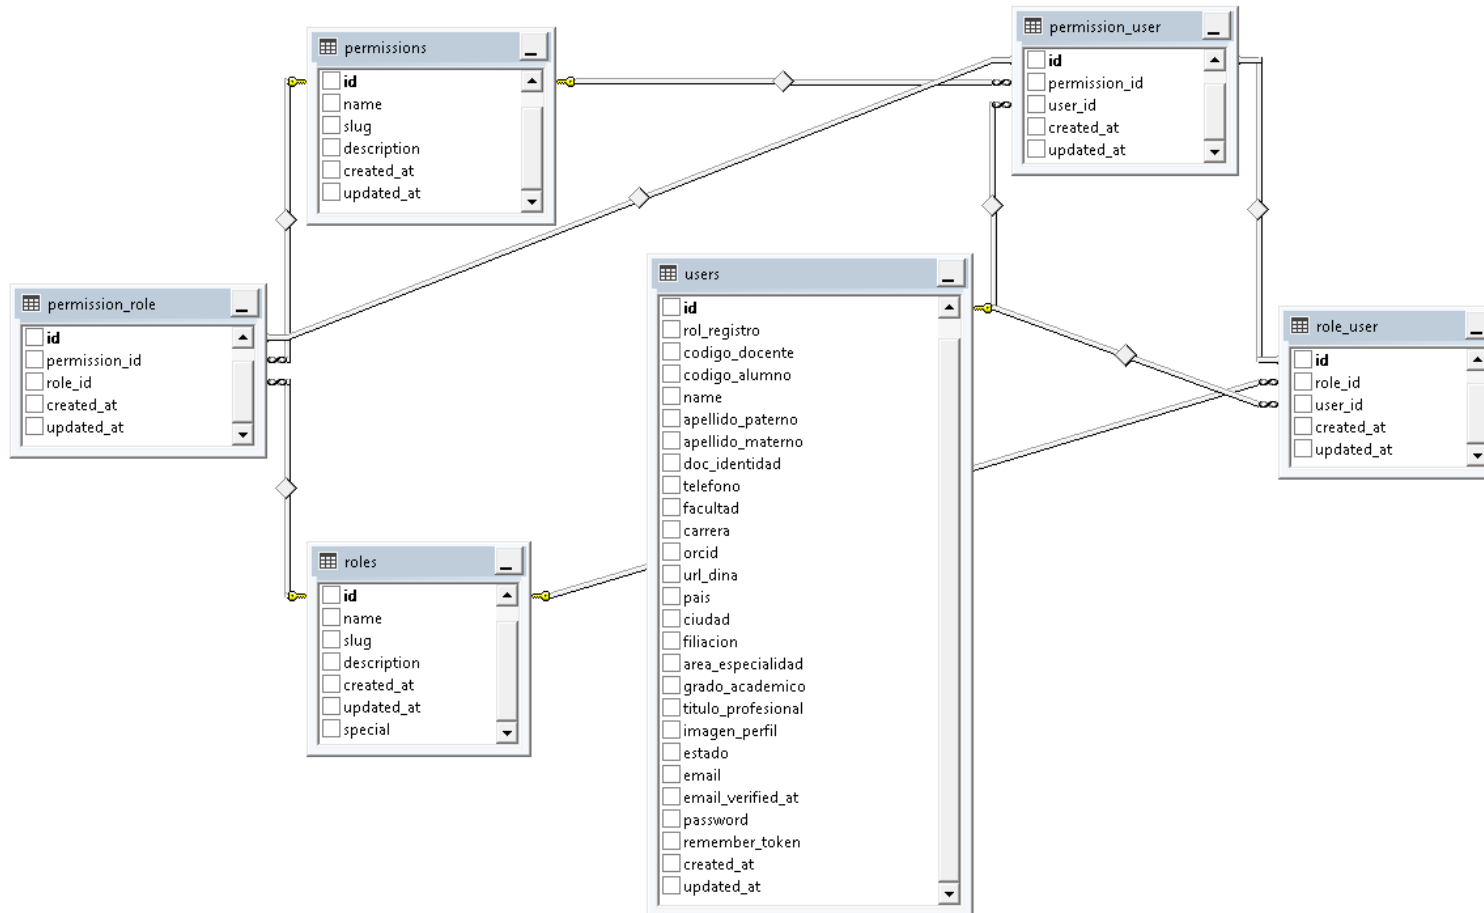 permissions
id
name
slug
description
created_at
updated_at
permission_user
id
permission_id
user_id
created_at
updated_at
permission_role
id
permission_id
role_id
created_at
updated_at
users
id
rol_registro
codigo_docente
codigo_alumno
name
apellido_paterno
apellido_materno
doc_identidad
telefono
facultad
carrera
orcid
url_dina
pais
ciudad
filiacion
area_especialidad
grado_academico
titulo_profesional
imagen_perfil
estado
email
email_verified_at
password
remember_token
created_at
updated_at
role_user
id
role_id
user_id
created_at
updated_at
roles
id
name
slug
description
created_at
updated_at
special